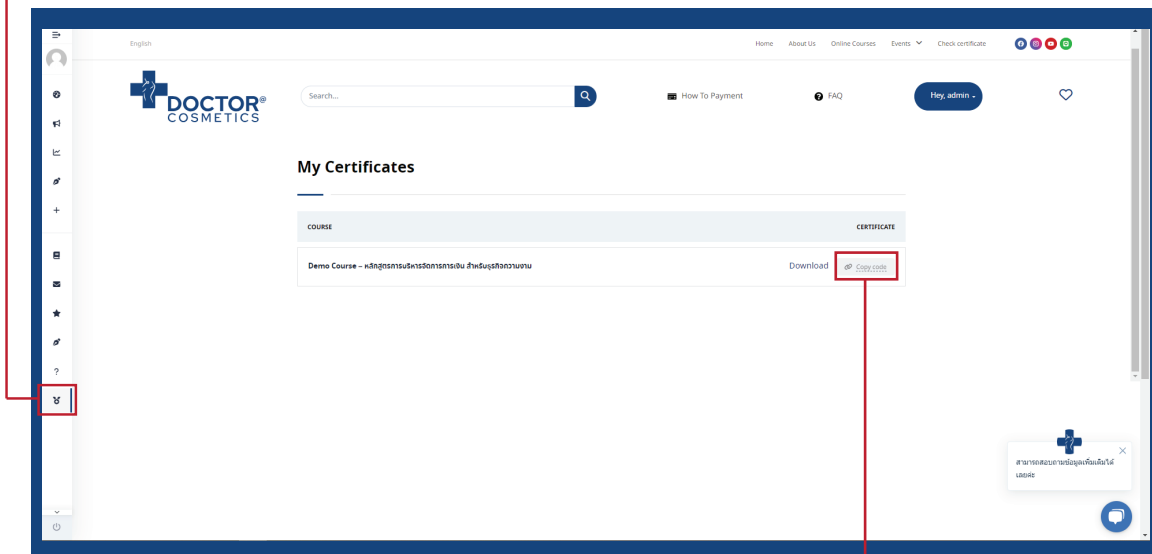 English
Home About Us Online Courses Events Check certificate
DOCTOR®
COSMETICS
Search...
How To Payment
FAQ
Hey, admin
My Certificates
COURSE CERTIFICATE
Demo Course – หลักสูตรการบริหารจัดการการเงิน สำหรับธุรกิจความงาม
Download Copy code
สามารถสอบถามข้อมูลเพิ่มเติมได้
เลยค่ะ